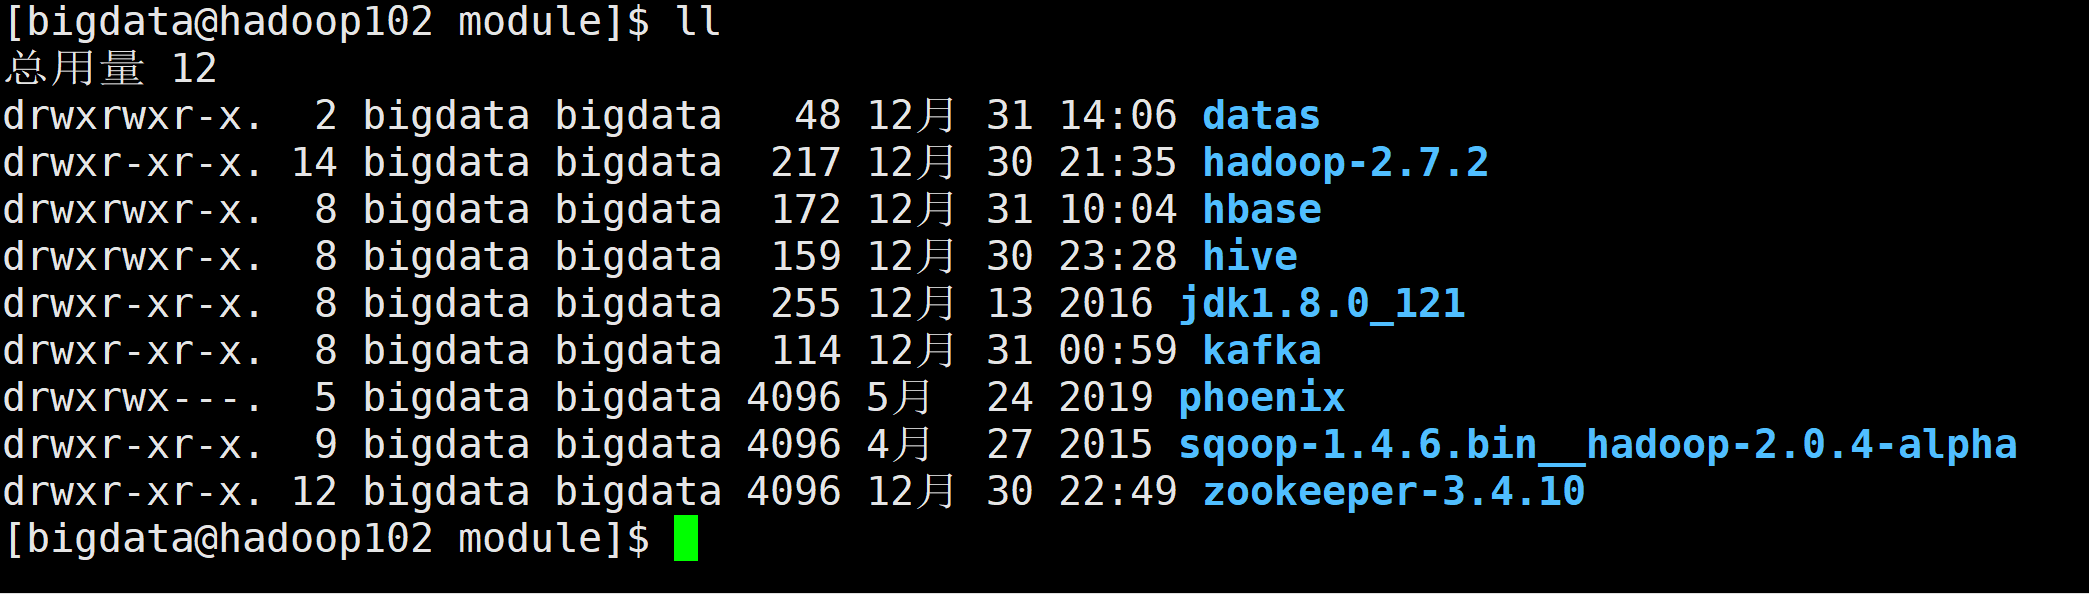 [bigdata@hadoop102 module]$ ll
总用量 12
drwxrwxr-x.  2 bigdata bigdata   48 12月 31 14:06 datas
drwxr-xr-x. 14 bigdata bigdata  217 12月 30 21:35 hadoop-2.7.2
drwxrwxr-x.  8 bigdata bigdata  172 12月 31 10:04 hbase
drwxrwxr-x.  8 bigdata bigdata  159 12月 30 23:28 hive
drwxr-xr-x.  8 bigdata bigdata  255 12月 13 2016 jdk1.8.0_121
drwxr-xr-x.  8 bigdata bigdata  114 12月 31 00:59 kafka
drwxrwx---.  5 bigdata bigdata 4096 5月  24 2019 phoenix
drwxr-xr-x.  9 bigdata bigdata 4096 4月  27 2015 sqoop-1.4.6.bin__hadoop-2.0.4-alpha
drwxr-xr-x. 12 bigdata bigdata 4096 12月 30 22:49 zookeeper-3.4.10
[bigdata@hadoop102 module]$